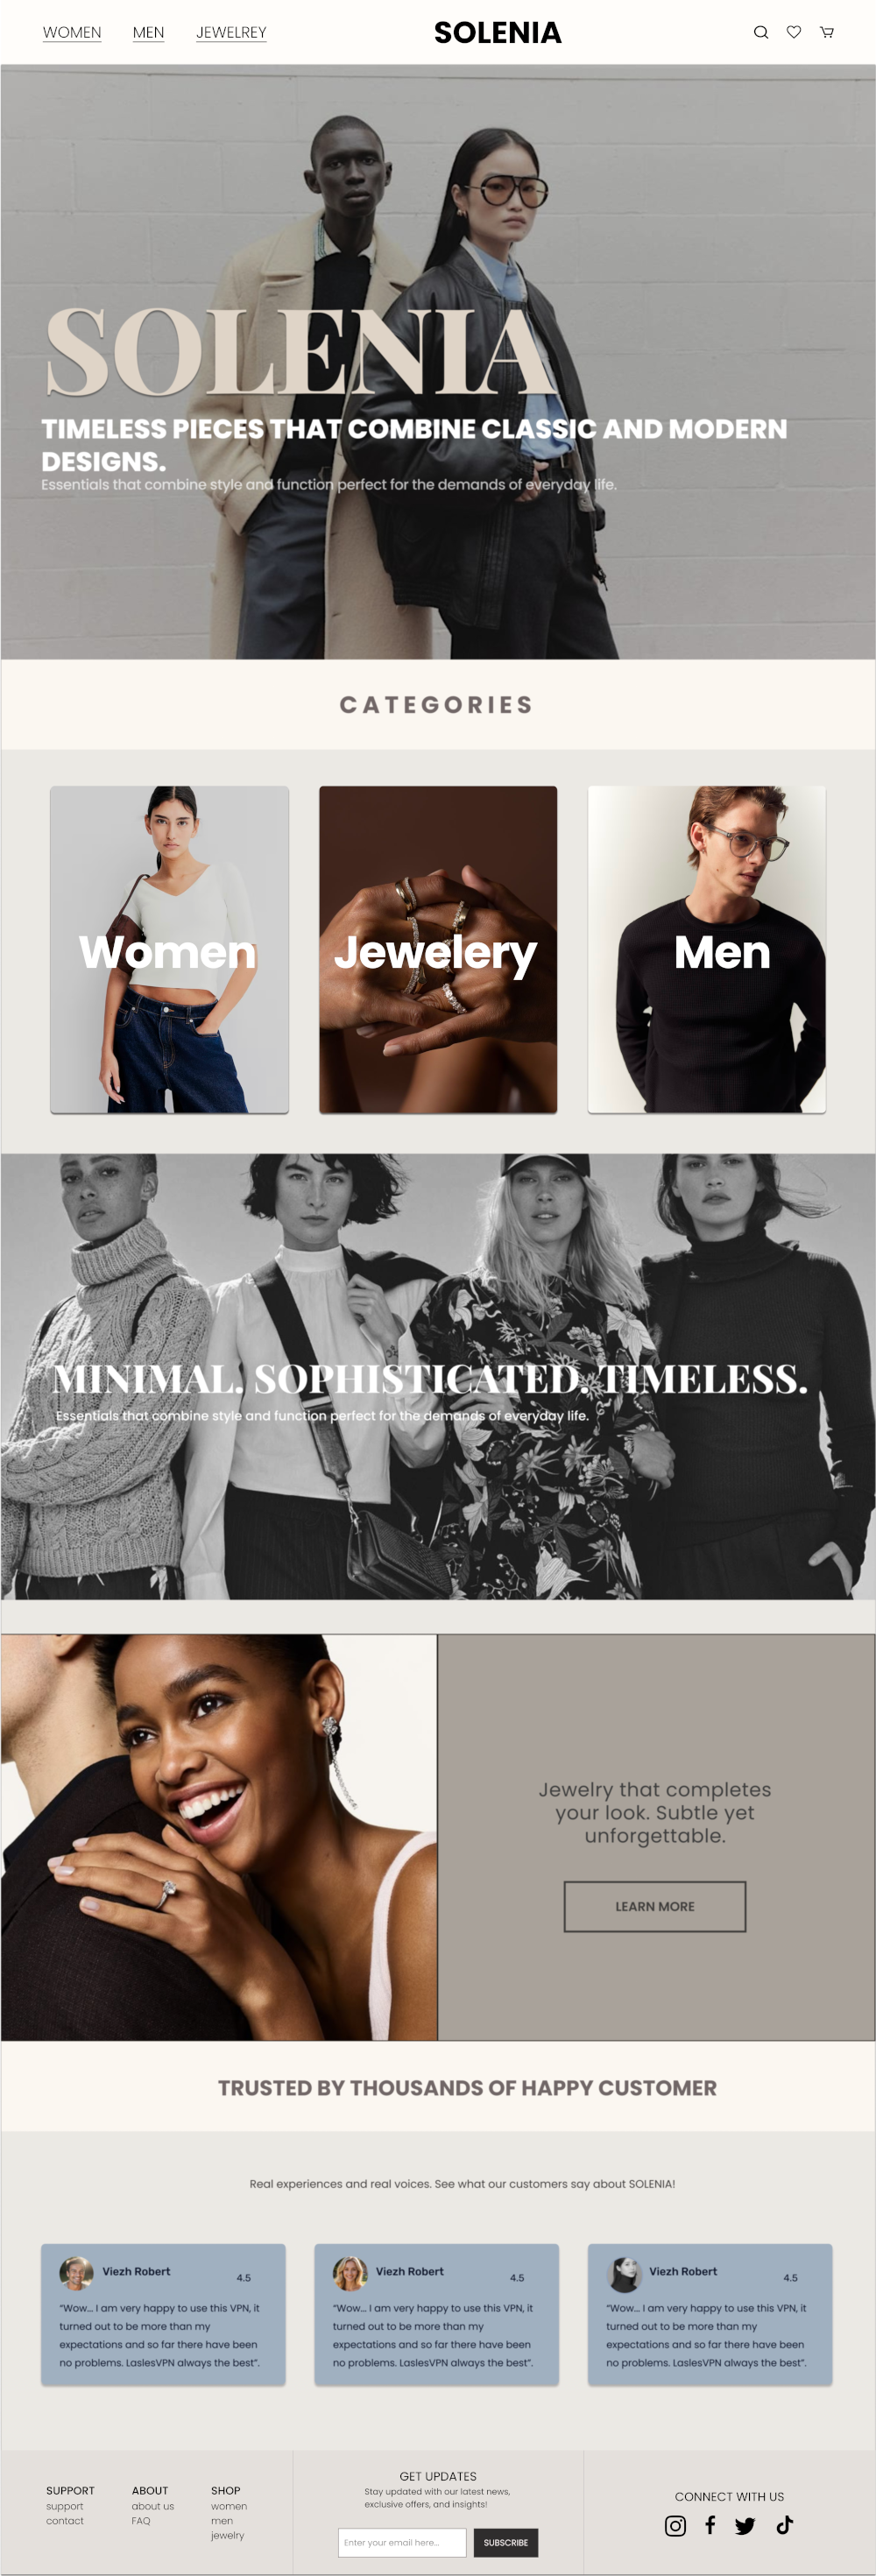 WOMEN MEN JEWELREY SOLENIA
SOLENIA
TIMELESS PIECES THAT COMBINE CLASSIC AND MODERN
DESIGNS.
Essentials that combine style and function perfect for the demands of everyday life.
CATEGORIES
Women
Jewelery
Men
MINIMAL. SOPHISTICATED. TIMELESS.
Essentials that combine style and function perfect for the demands of everyday life.
Jewelry that completes
your look. Subtle yet
unforgettable.
LEARN MORE
TRUSTED BY THOUSANDS OF HAPPY CUSTOMER
Real experiences and real voices. See what our customers say about SOLENIA!
Viezh Robert 4.5
“Wow... I am very happy to use this VPN, it
turned out to be more than my
expectations and so far there have been
no problems. LaslesVPN always the best”.
Viezh Robert 4.5
“Wow... I am very happy to use this VPN, it
turned out to be more than my
expectations and so far there have been
no problems. LaslesVPN always the best”.
Viezh Robert 4.5
“Wow... I am very happy to use this VPN, it
turned out to be more than my
expectations and so far there have been
no problems. LaslesVPN always the best”.
SUPPORT
support
contact
ABOUT
about us
FAQ
SHOP
women
men
jewelry
GET UPDATES
Stay updated with our latest news,
exclusive offers, and insights!
Enter your email here...
SUBSCRIBE
CONNECT WITH US